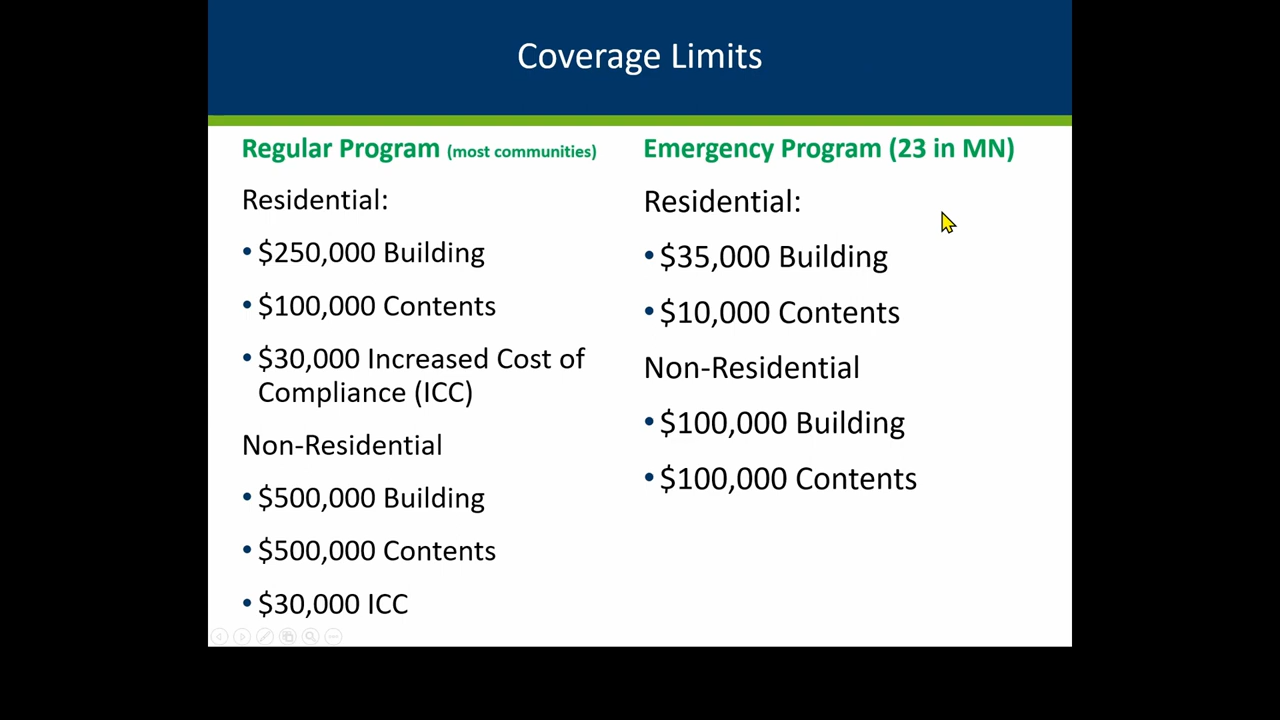 Coverage Limits
Regular Program (most communities)
Residential:
• $250,000 Building
• $100,000 Contents
• $30,000 Increased Cost of
Compliance (ICC)
Non-Residential
• $500,000 Building
• $500,000 Contents
• $30,000 ICC
Emergency Program (23 in MN)
Residential:
• $35,000 Building
• $10,000 Contents
Non-Residential
• $100,000 Building
• $100,000 Contents